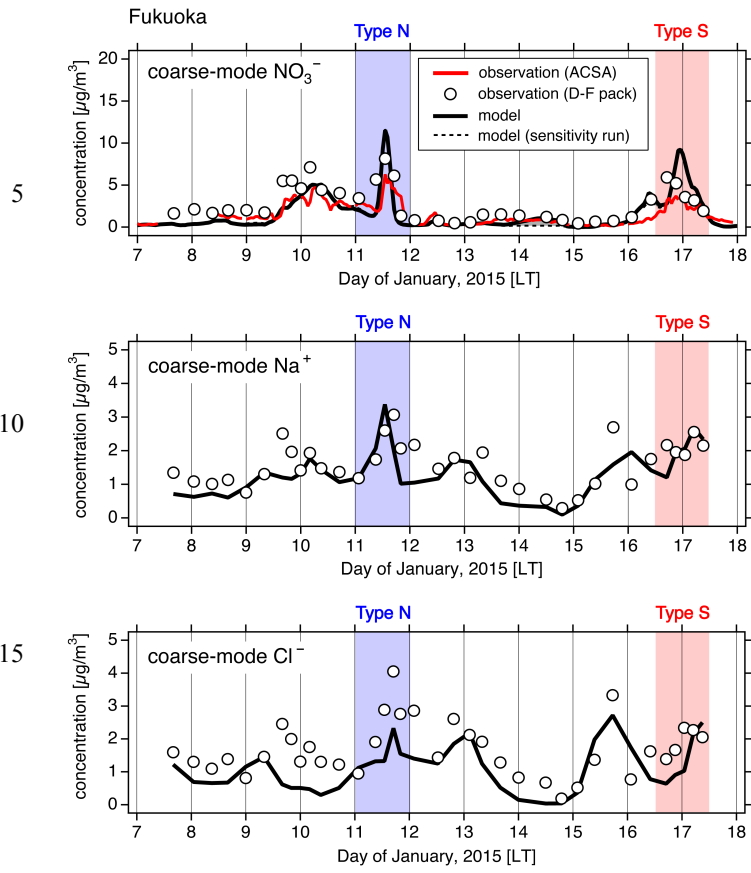 Fukuoka
Type N Type S
coarse-mode NO₃⁻
observation (ACSA)
observation (D-F pack)
model
model (sensitivity run)
concentration [µg/m³]
20
15
10
5
0
7 8 9 10 11 12 13 14 15 16 17 18
Day of January, 2015 [LT]
5
Type N Type S
coarse-mode Na⁺
concentration [µg/m³]
5
4
3
2
1
0
7 8 9 10 11 12 13 14 15 16 17 18
Day of January, 2015 [LT]
10
Type N Type S
coarse-mode Cl⁻
concentration [µg/m³]
5
4
3
2
1
0
7 8 9 10 11 12 13 14 15 16 17 18
Day of January, 2015 [LT]
15